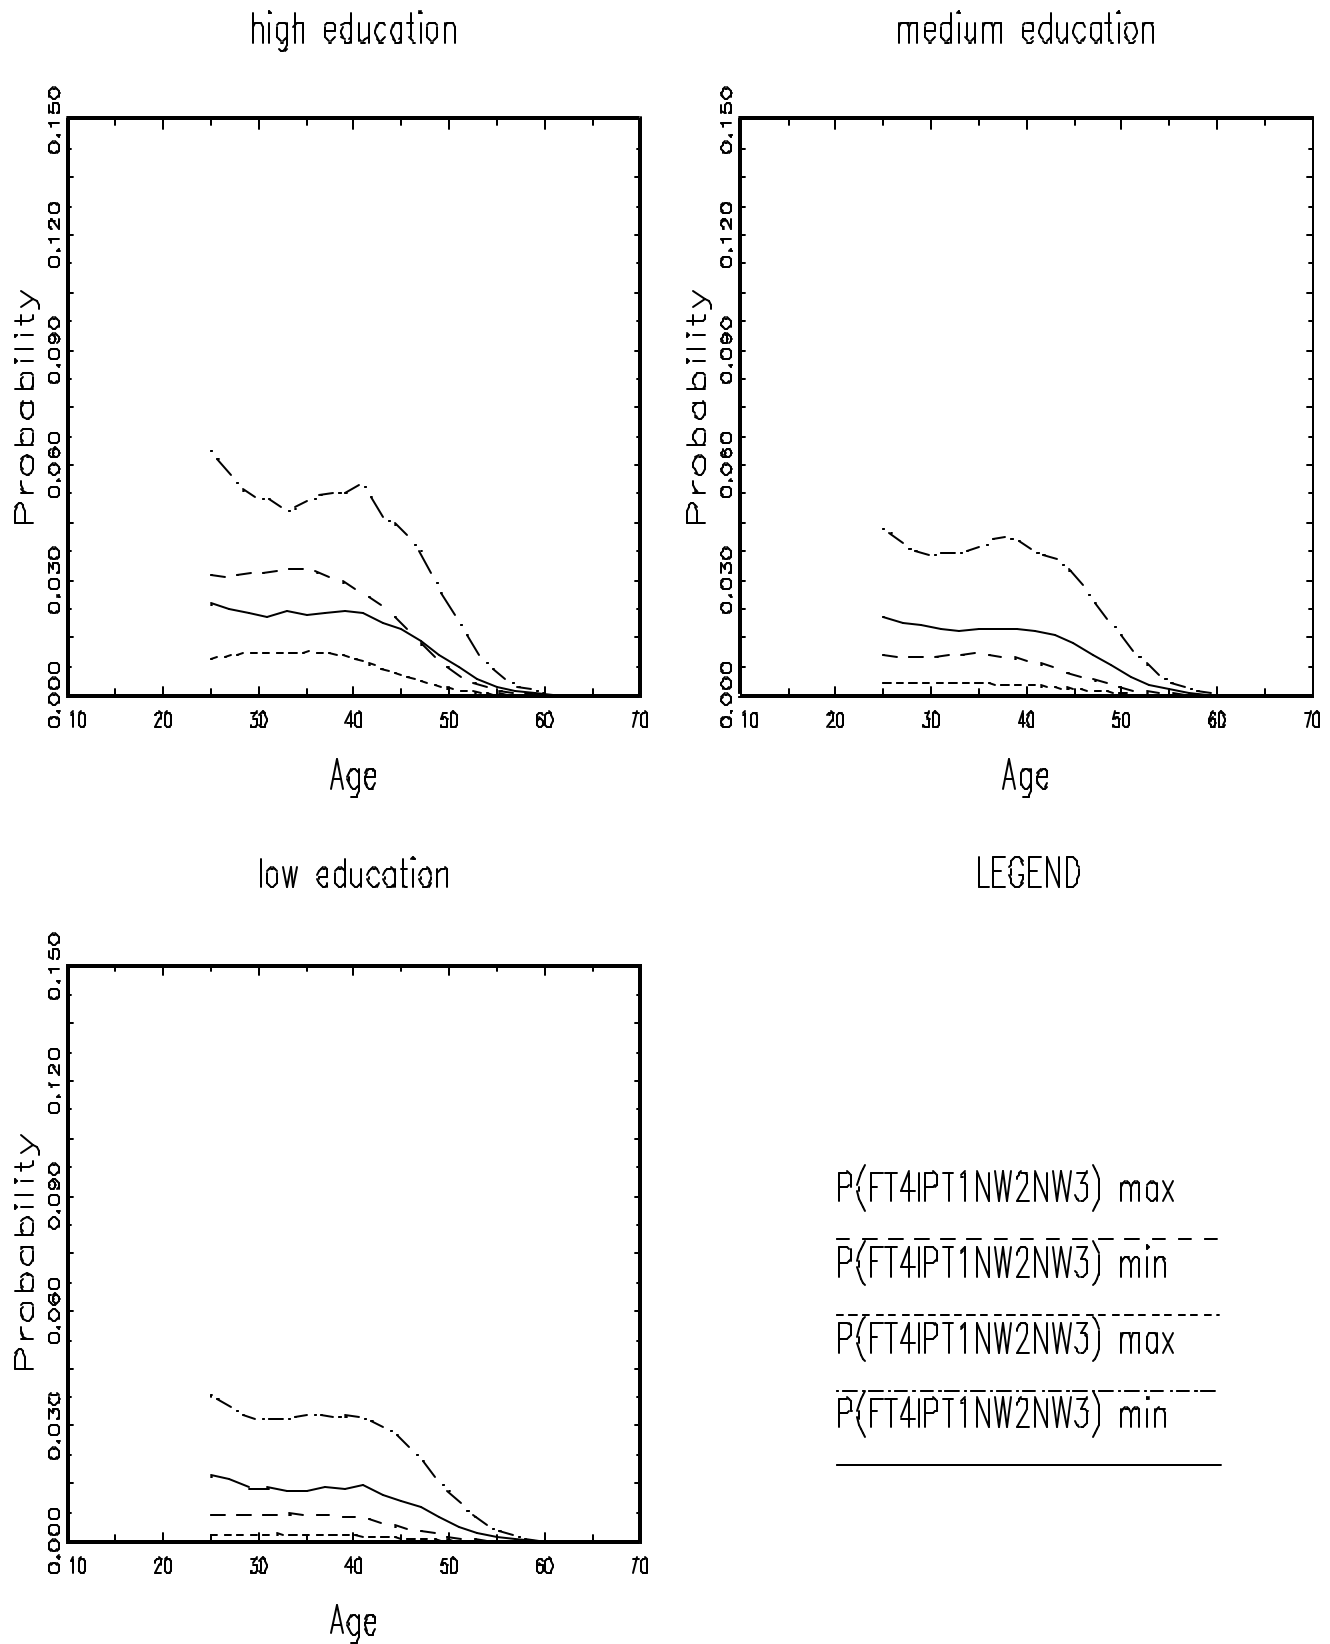 high education
0.150
0.120
0.090
0.060
0.030
0.000
Probability
10 20 30 40 50 60 70
Age
medium education
0.150
0.120
0.090
0.060
0.030
0.000
Probability
10 20 30 40 50 60 70
Age
low education
0.150
0.120
0.090
0.060
0.030
0.000
Probability
10 20 30 40 50 60 70
Age
LEGEND
P(FT4|PT1NW2NW3) max
P(FT4|PT1NW2NW3) min
P(FT4|PT1NW2NW3) max
P(FT4|PT1NW2NW3) min